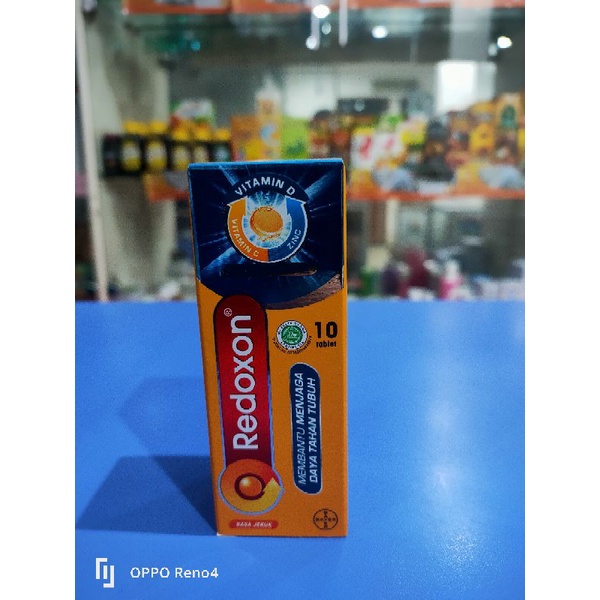 VITAMIN D
VITAMIN C
ZINC
Redoxon®
10
tablet
MEMBANTU MENJAGA
DAYA TAHAN TUBUH
RASA JERUK
BAYER
OPPO Reno4